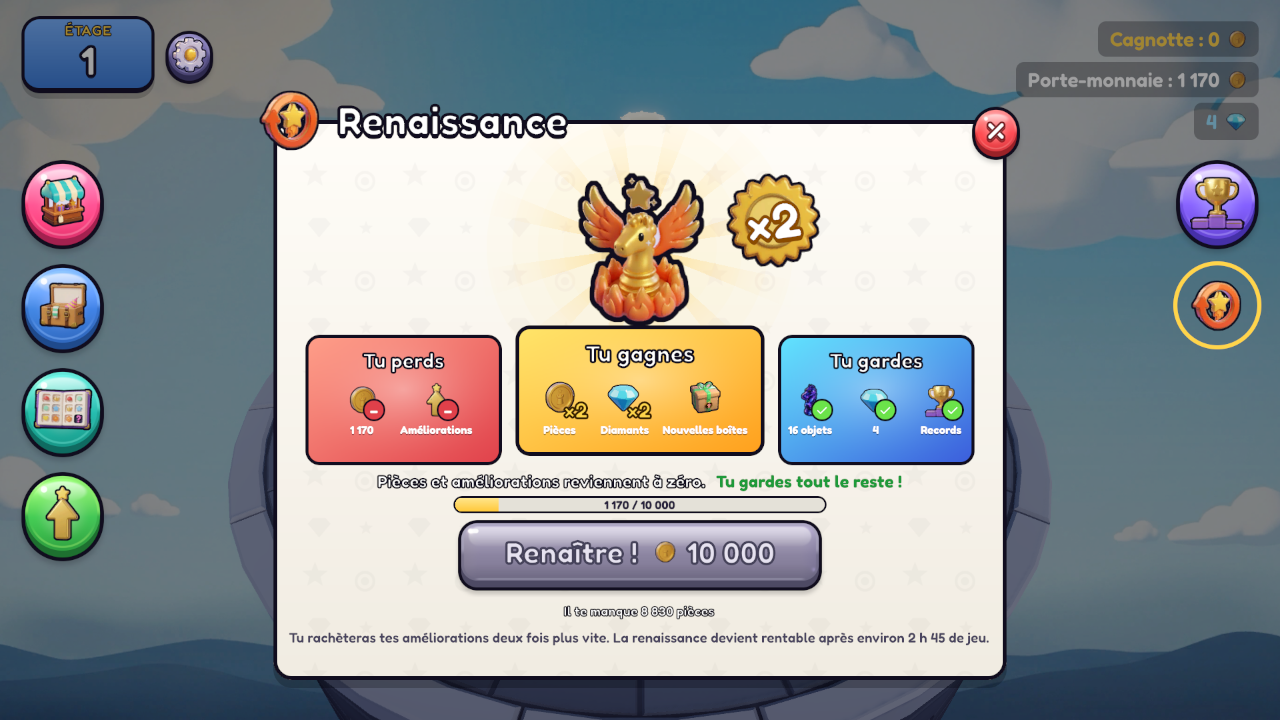 ÉTAGE
1
Cagnotte : 0
Porte-monnaie : 1 170
4
Renaissance
x2
Tu perds
1 170
Améliorations
Tu gagnes
x2
x2
Pièces
Diamants
Nouvelles boîtes
Tu gardes
16 objets
4
Records
Pièces et améliorations reviennent à zéro. Tu gardes tout le reste !
1 170 / 10 000
Renaître ! 10 000
Il te manque 8 830 pièces
Tu rachèteras tes améliorations deux fois plus vite. La renaissance devient rentable après environ 2 h 45 de jeu.